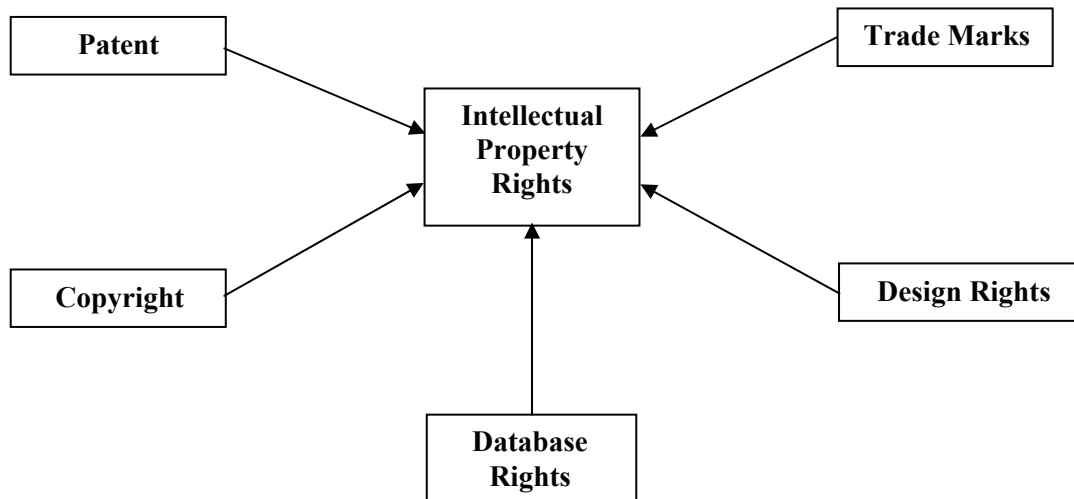 Patent
Trade Marks
Intellectual
Property
Rights
Copyright
Design Rights
Database
Rights